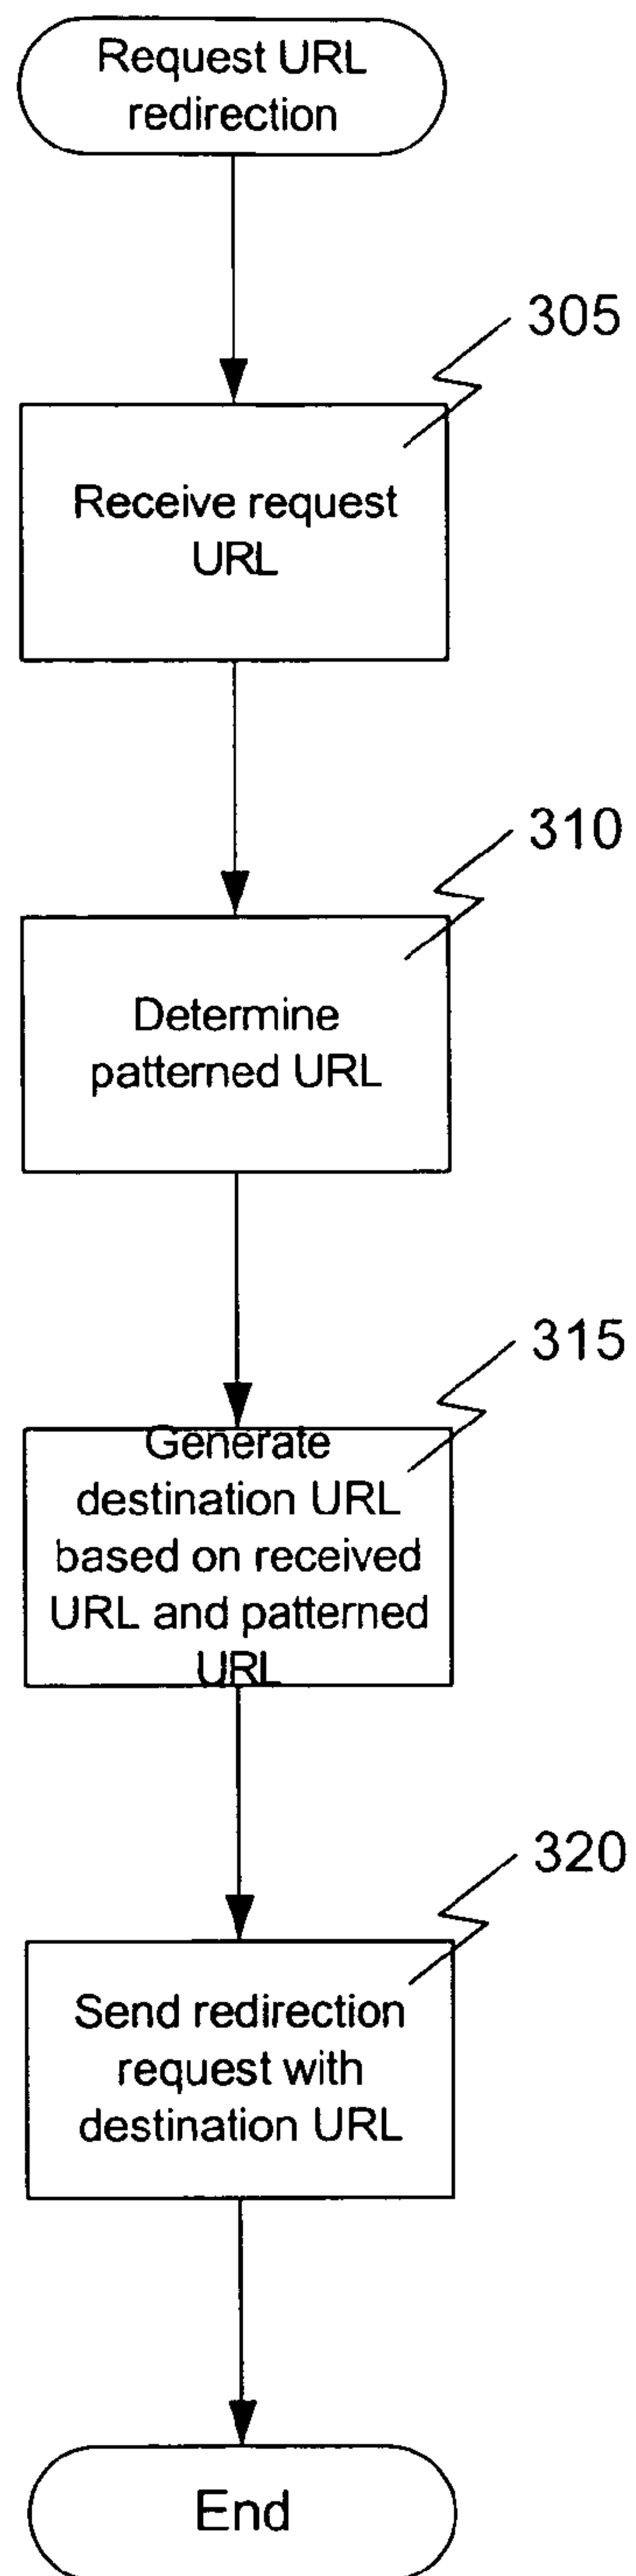 Request URL
redirection
305
Receive request
URL
310
Determine
patterned URL
315
Generate
destination URL
based on received
URL and patterned
URL
320
Send redirection
request with
destination URL
End